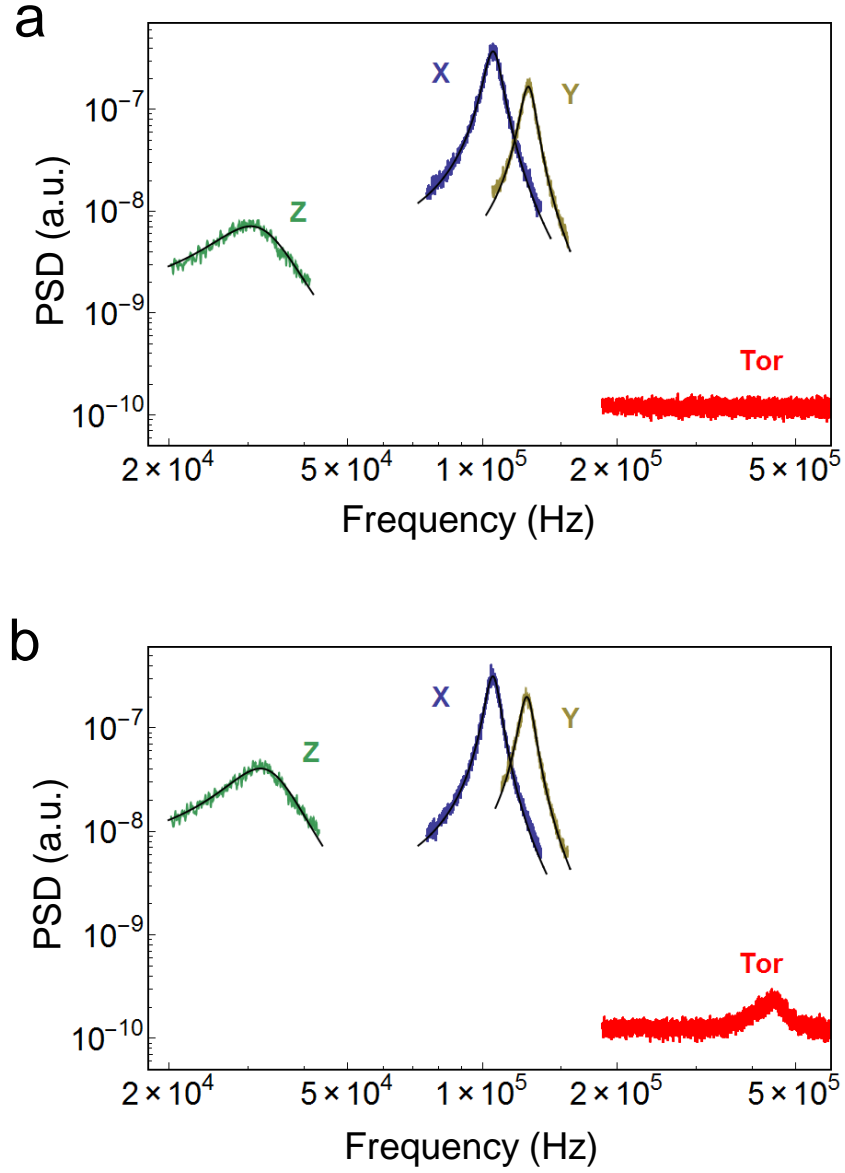 a
X
Y
Z
Tor
10⁻⁷
10⁻⁸
10⁻⁹
10⁻¹⁰
PSD (a.u.)
2×10⁴ 5×10⁴ 1×10⁵ 2×10⁵ 5×10⁵
Frequency (Hz)
b
X
Y
Z
Tor
10⁻⁷
10⁻⁸
10⁻⁹
10⁻¹⁰
PSD (a.u.)
2×10⁴ 5×10⁴ 1×10⁵ 2×10⁵ 5×10⁵
Frequency (Hz)